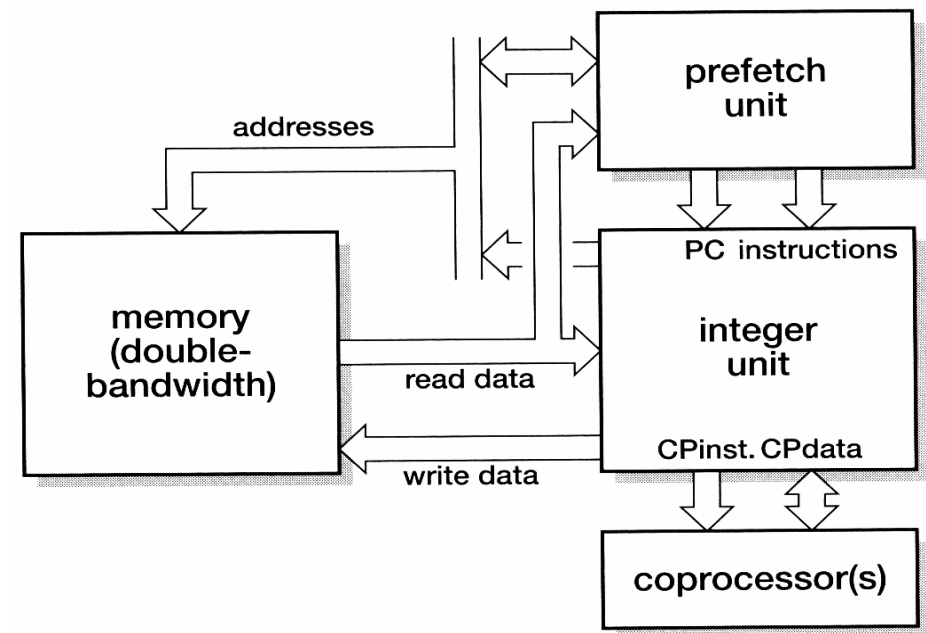 prefetch
unit
addresses
PC instructions
memory
(double-
bandwidth)
integer
unit
read data
CPinst. CPdata
write data
coprocessor(s)